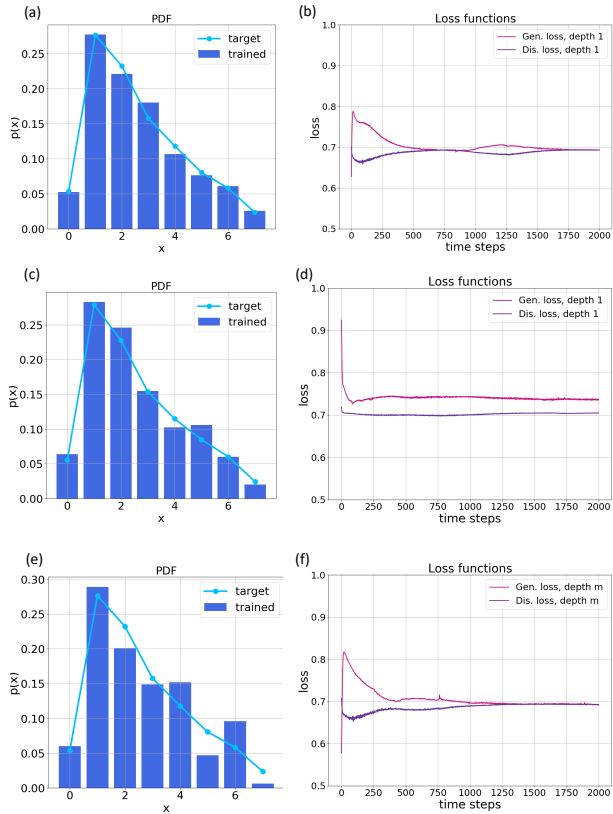 (a)
PDF
target
trained
p(x)
0.25
0.20
0.15
0.10
0.05
0.00
0 2 4 6
x
(b)
Loss functions
Gen. loss, depth 1
Dis. loss, depth 1
loss
1.0
0.9
0.8
0.7
0.6
0.5
0 250 500 750 1000 1250 1500 1750 2000
time steps
(c)
PDF
target
trained
p(x)
0.25
0.20
0.15
0.10
0.05
0.00
0 2 4 6
x
(d)
Loss functions
Gen. loss, depth 1
Dis. loss, depth 1
loss
1.0
0.9
0.8
0.7
0.6
0.5
0 250 500 750 1000 1250 1500 1750 2000
time steps
(e)
PDF
target
trained
p(x)
0.30
0.25
0.20
0.15
0.10
0.05
0.00
0 2 4 6
x
(f)
Loss functions
Gen. loss, depth m
Dis. loss, depth m
loss
1.0
0.9
0.8
0.7
0.6
0.5
0 250 500 750 1000 1250 1500 1750 2000
time steps